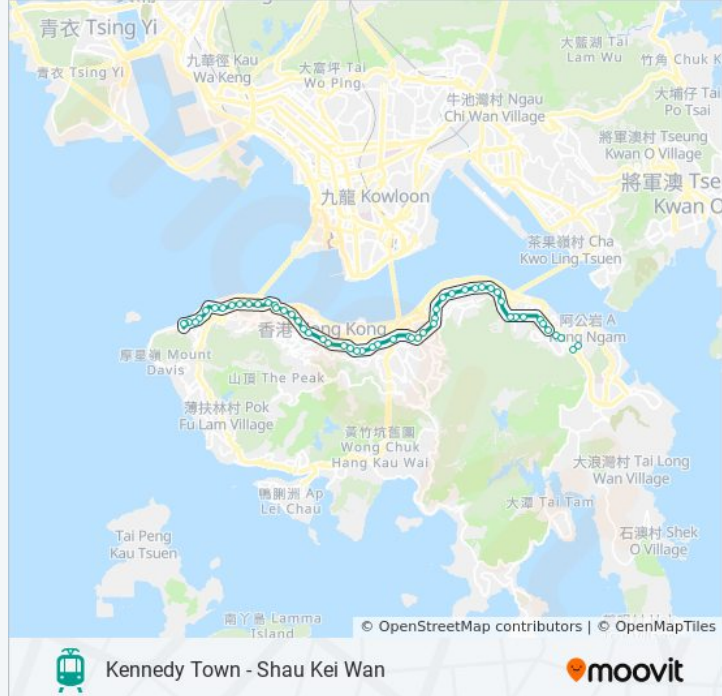 青衣 Tsing Yi
大藍湖 Tai
Lam Wu
九華徑 Kau
Wa Keng
竹角 Chuk K
青衣 Tsing Yi
大窩坪 Tai
Wo Ping
大埔仔 Tai
Po Tsai
牛池灣村 Ngau
Chi Wan Village
將軍澳村 Tseung
Kwan O Village
將軍澳 Tse
Kwan O
九龍 Kowloon
茶果嶺村 Cha
Kwo Ling Tsuen
香港 Hong Kong
阿公岩 A
Kung Ngam
摩星嶺 Mount
Davis
山頂 The Peak
薄扶林村 Pok
Fu Lam Village
黃竹坑舊圍
Wong Chuk
Hang Kau Wai
大浪灣村 Tai Long
Wan Village
鴨脷洲 Ap
Lei Chau
大潭 Tai Tam
Tai Peng
Kau Tsuen
石澳村 Shek
O Village
南丫島 Lamma
Island
© OpenStreetMap contributors | © OpenMapTiles
Kennedy Town - Shau Kei Wan
moovit